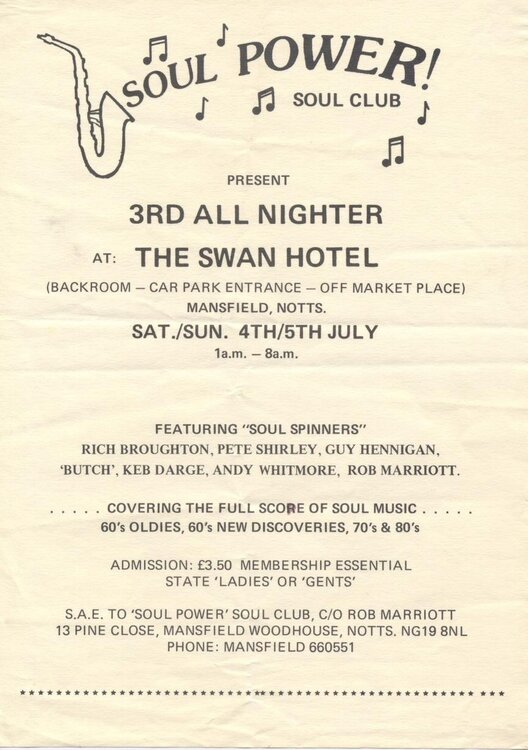 SOUL POWER!
SOUL CLUB
PRESENT
3RD ALL NIGHTER
AT: THE SWAN HOTEL
(BACKROOM – CAR PARK ENTRANCE – OFF MARKET PLACE)
MANSFIELD, NOTTS.
SAT./SUN. 4TH/5TH JULY
1a.m. – 8a.m.
FEATURING "SOUL SPINNERS"
RICH BROUGHTON, PETE SHIRLEY, GUY HENNIGAN,
'BUTCH', KEB DARGE, ANDY WHITMORE, ROB MARRIOTT.
. . . . . COVERING THE FULL SCORE OF SOUL MUSIC . . . . .
60's OLDIES, 60's NEW DISCOVERIES, 70's & 80's
ADMISSION: £3.50 MEMBERSHIP ESSENTIAL
STATE 'LADIES' OR 'GENTS'
S.A.E. TO 'SOUL POWER' SOUL CLUB, C/O ROB MARRIOTT
13 PINE CLOSE, MANSFIELD WOODHOUSE, NOTTS. NG19 8NL
PHONE: MANSFIELD 660551